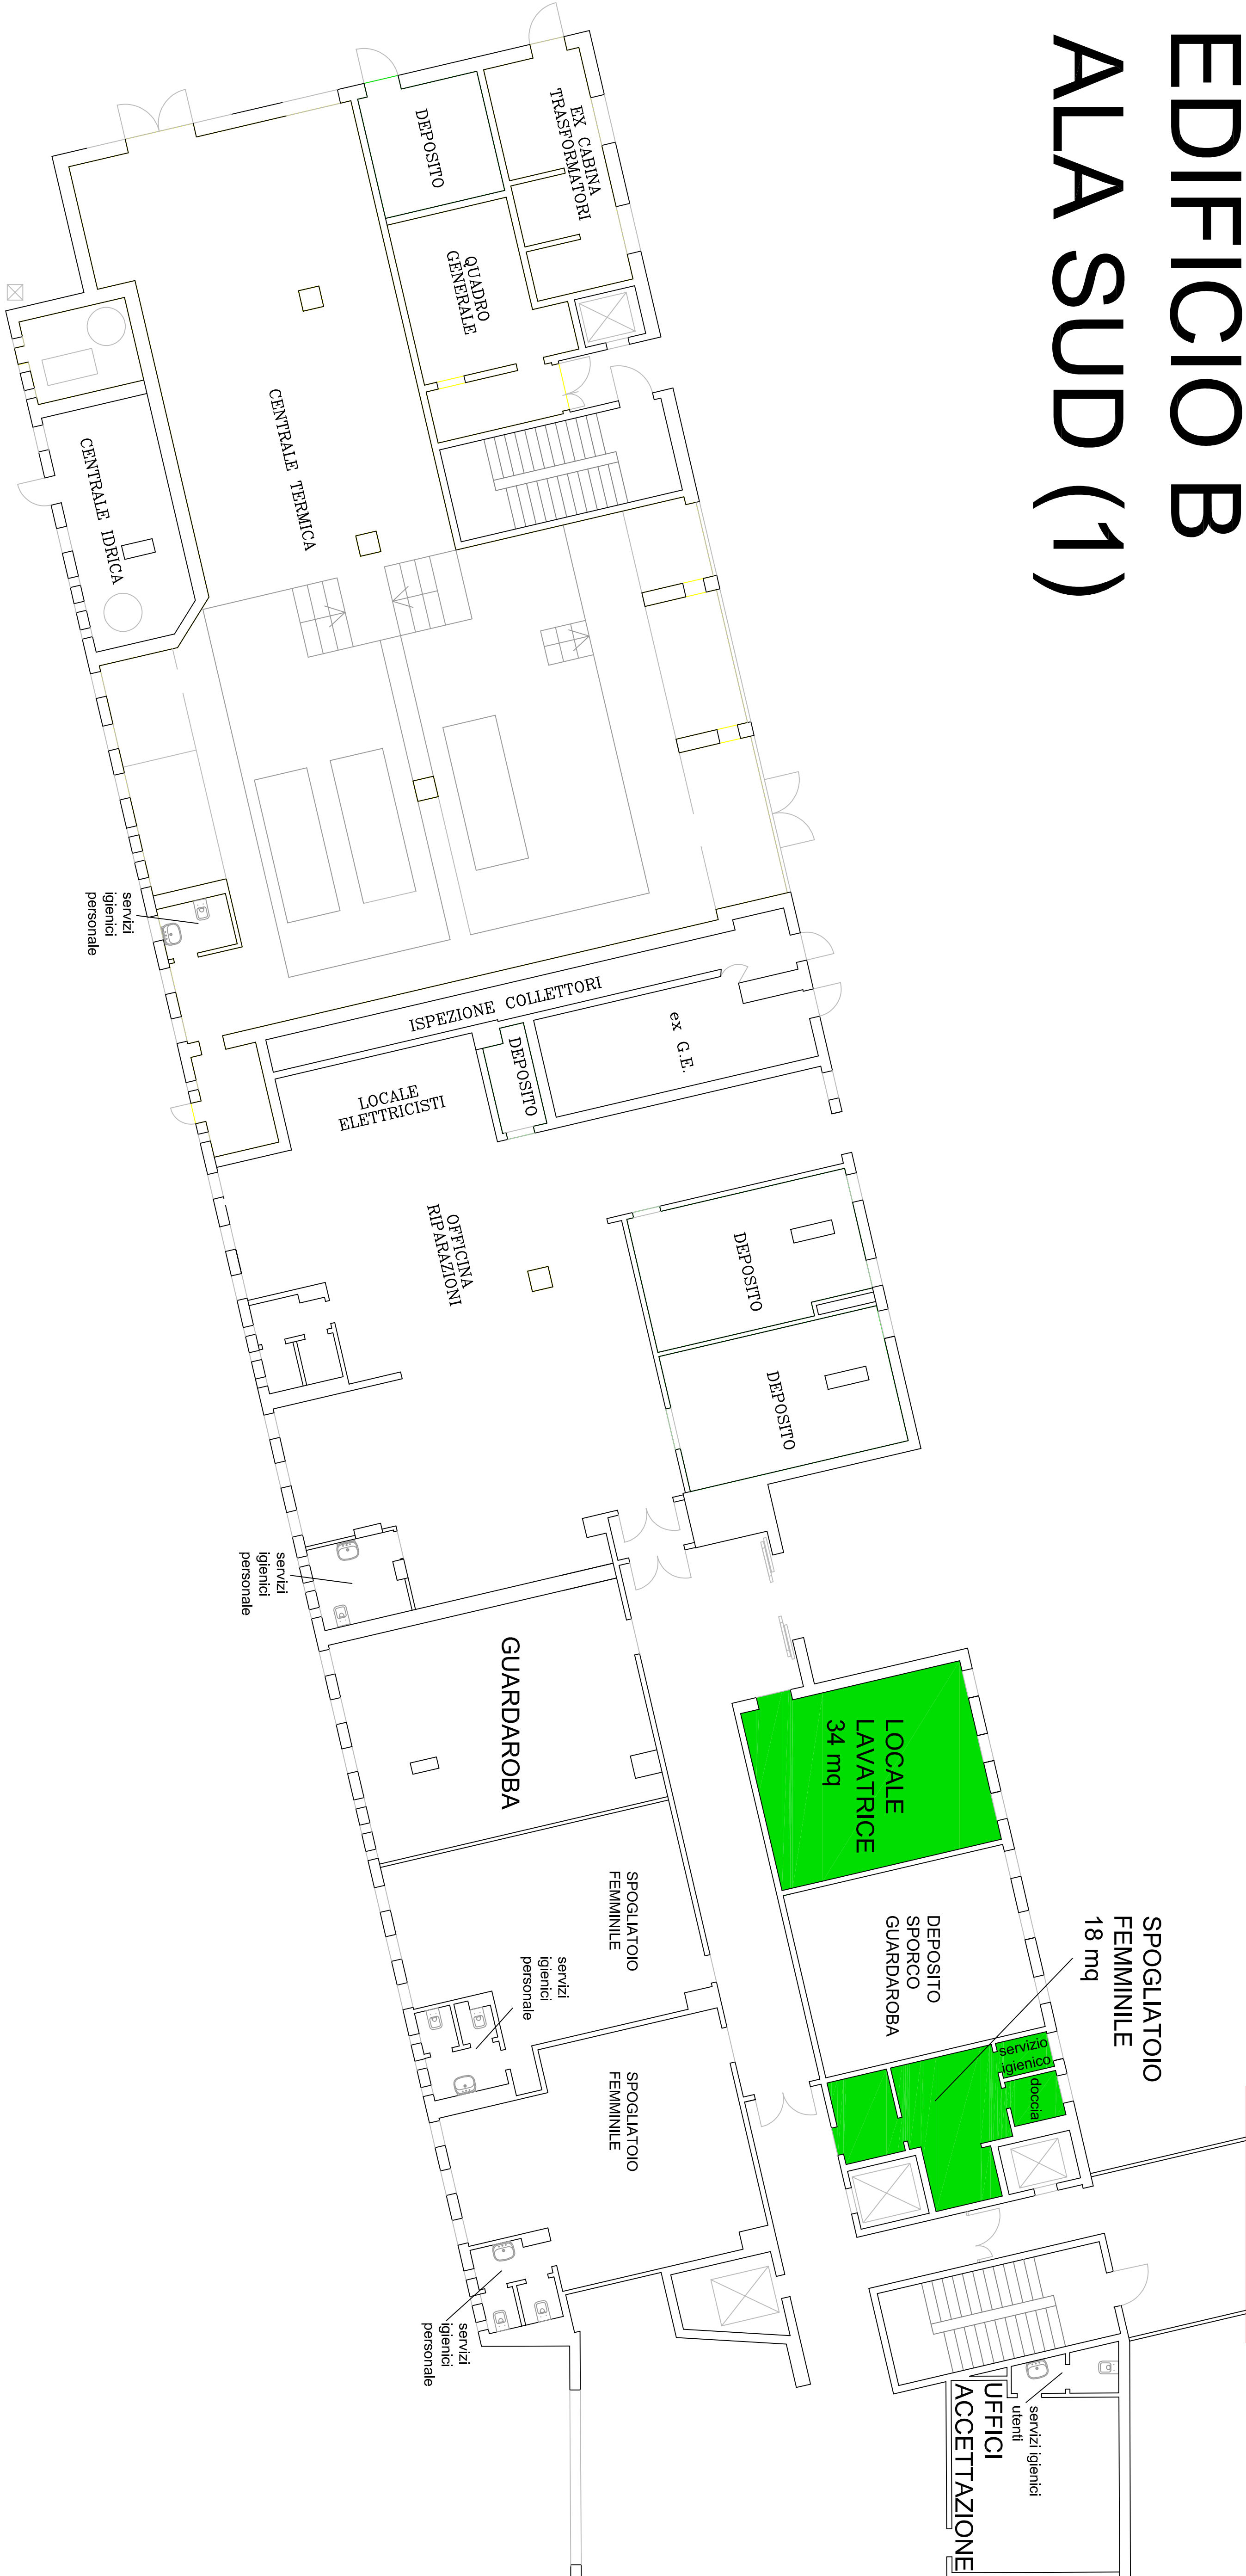 EDIFICIO B
ALA SUD (1)
EX CABINA
TRASFORMATORI
DEPOSITO
QUADRO
GENERALE
CENTRALE TERMICA
CENTRALE IDRICA
servizi
igienici
personale
ISPEZIONE COLLETTORI
ex G.E.
DEPOSITO
LOCALE
ELETTRICISTI
OFFICINA
RIPARAZIONI
DEPOSITO
DEPOSITO
servizi
igienici
personale
GUARDAROBA
LOCALE
LAVATRICE
34 mq
SPOGLIATOIO
FEMMINILE
18 mq
DEPOSITO
SPORCO
GUARDAROBA
servizio
igienico
doccia
SPOGLIATOIO
FEMMINILE
servizi
igienici
personale
SPOGLIATOIO
FEMMINILE
servizi
igienici
personale
servizi igienici
utenti
UFFICI
ACCETTAZIONE